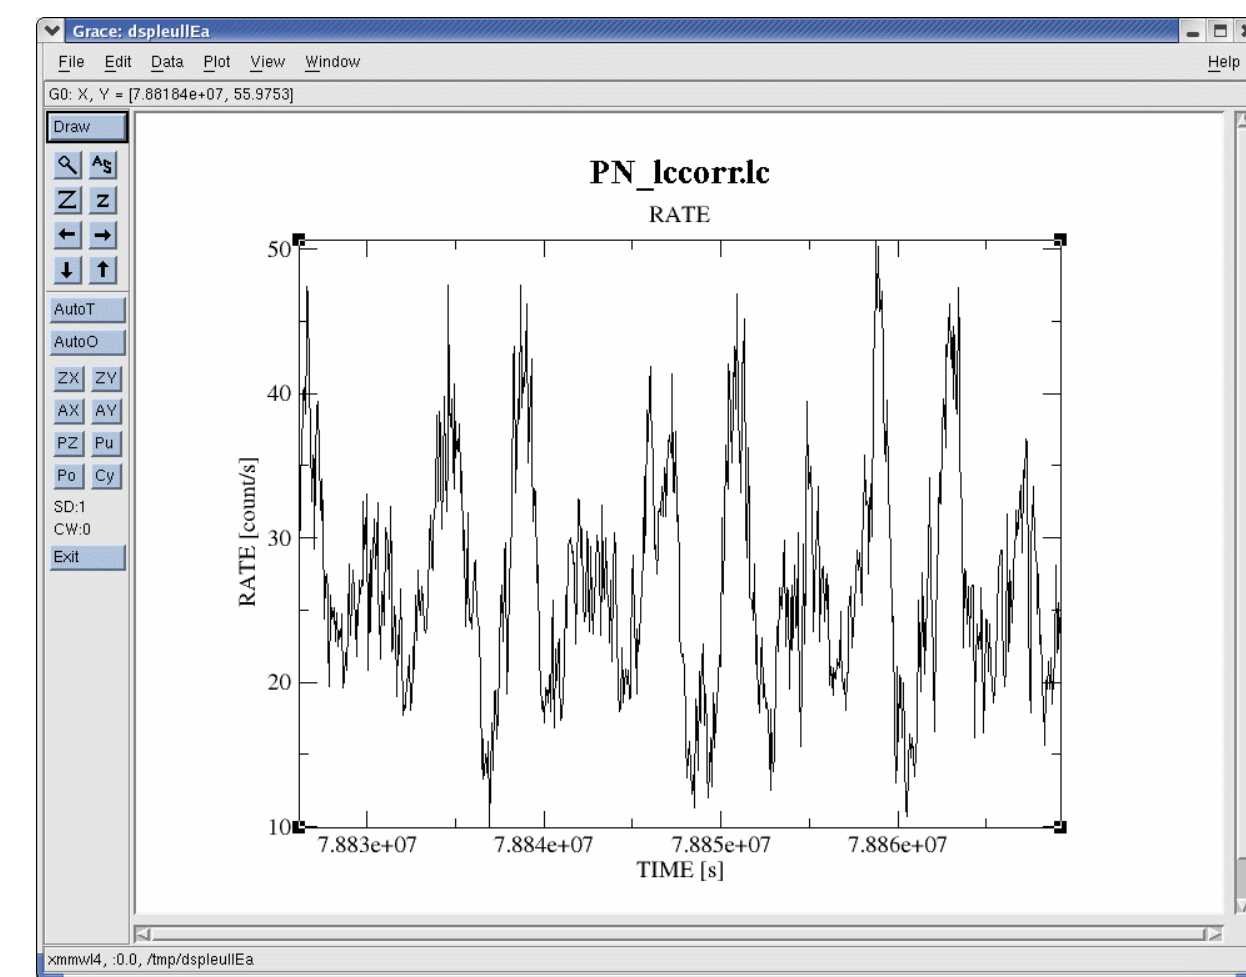 Grace: dspleullEa
File Edit Data Plot View Window Help
G0: X, Y = [7.88184e+07, 55.9753]
Draw
A S
Z z
AutoT
AutoO
ZX ZY
AX AY
PZ Pu
Po Cy
SD:1
CW:0
Exit
PN_lccorr.lc
RATE
50
40
30
20
10
RATE [count/s]
7.883e+07 7.884e+07 7.885e+07 7.886e+07
TIME [s]
xmmvl4, :0.0, /tmp/dspleullEa